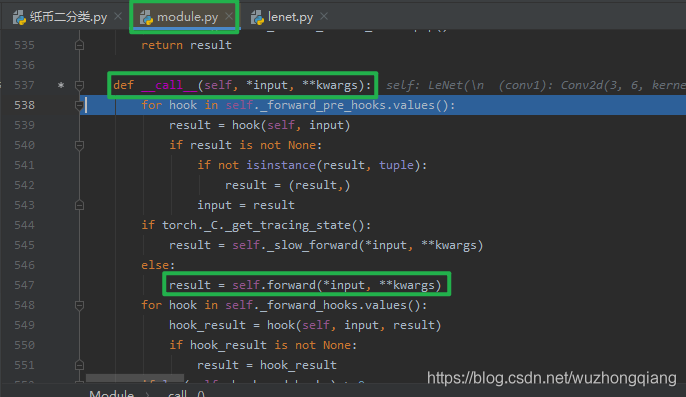 纸币二分类.py
module.py
lenet.py
535 return result
536
537 * def __call__(self, *input, **kwargs): self: LeNet(\n (conv1): Conv2d(3, 6, kerne
538 for hook in self._forward_pre_hooks.values():
539 result = hook(self, input)
540 if result is not None:
541 if not isinstance(result, tuple):
542 result = (result,)
543 input = result
544 if torch._C._get_tracing_state():
545 result = self._slow_forward(*input, **kwargs)
546 else:
547 result = self.forward(*input, **kwargs)
548 for hook in self._forward_hooks.values():
549 hook_result = hook(self, input, result)
550 if hook_result is not None:
551 result = hook_result
https://blog.csdn.net/wuzhongqiang
Module > __call__()